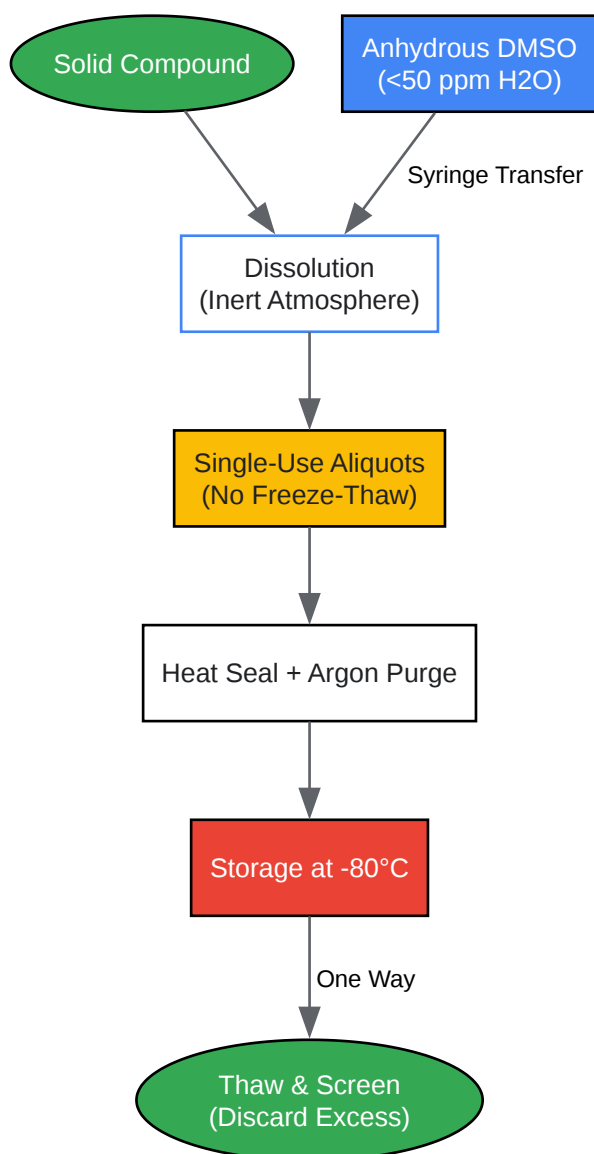 Solid Compound
Anhydrous DMSO
(<50 ppm H2O)
Syringe Transfer
Dissolution
(Inert Atmosphere)
Single-Use Aliquots
(No Freeze-Thaw)
Heat Seal + Argon Purge
Storage at -80°C
One Way
Thaw & Screen
(Discard Excess)